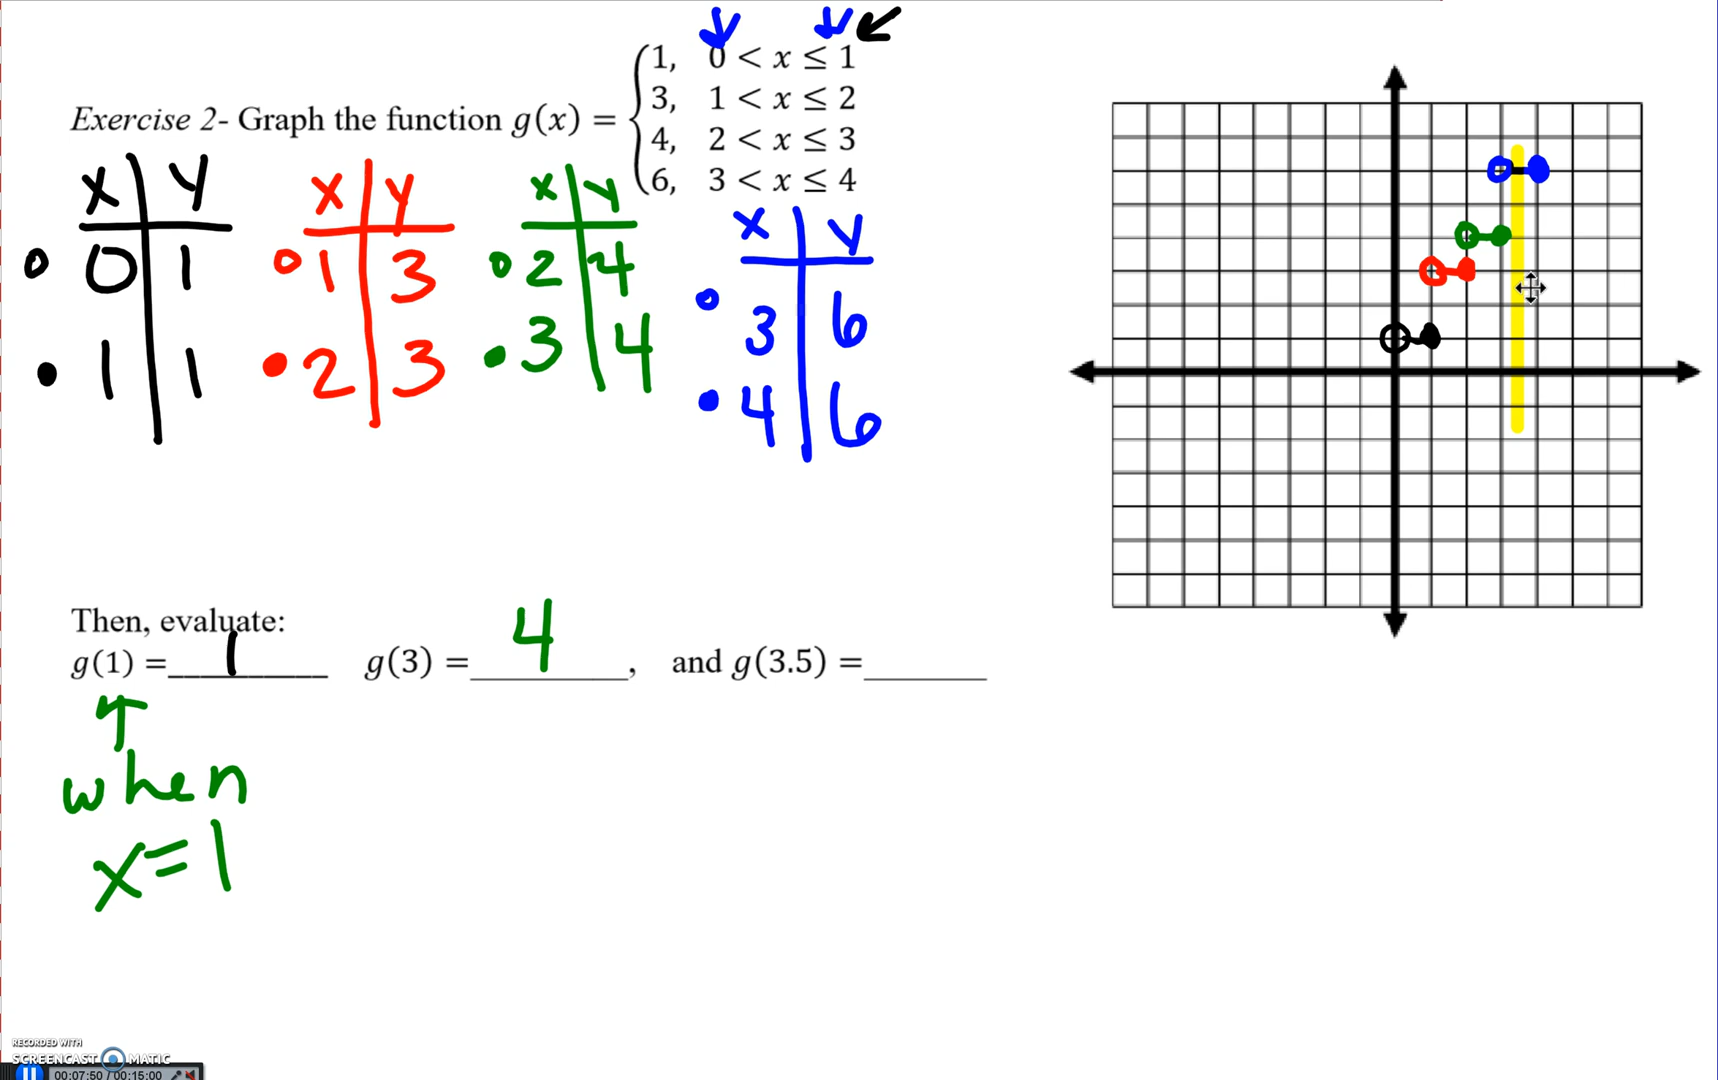 1, 0 < x ≤ 1
3, 1 < x ≤ 2
Exercise 2- Graph the function g(x) =
4, 2 < x ≤ 3
6, 3 < x ≤ 4
x y
0 1
1 1
x y
1 3
2 3
x y
2 4
3 4
x y
3 6
4 6
Then, evaluate:
g(1) = 1 g(3) = 4, and g(3.5) =______
when
x=1
RECORDED WITH
SCREENCAST MATIC
00:07:50 / 00:15:00